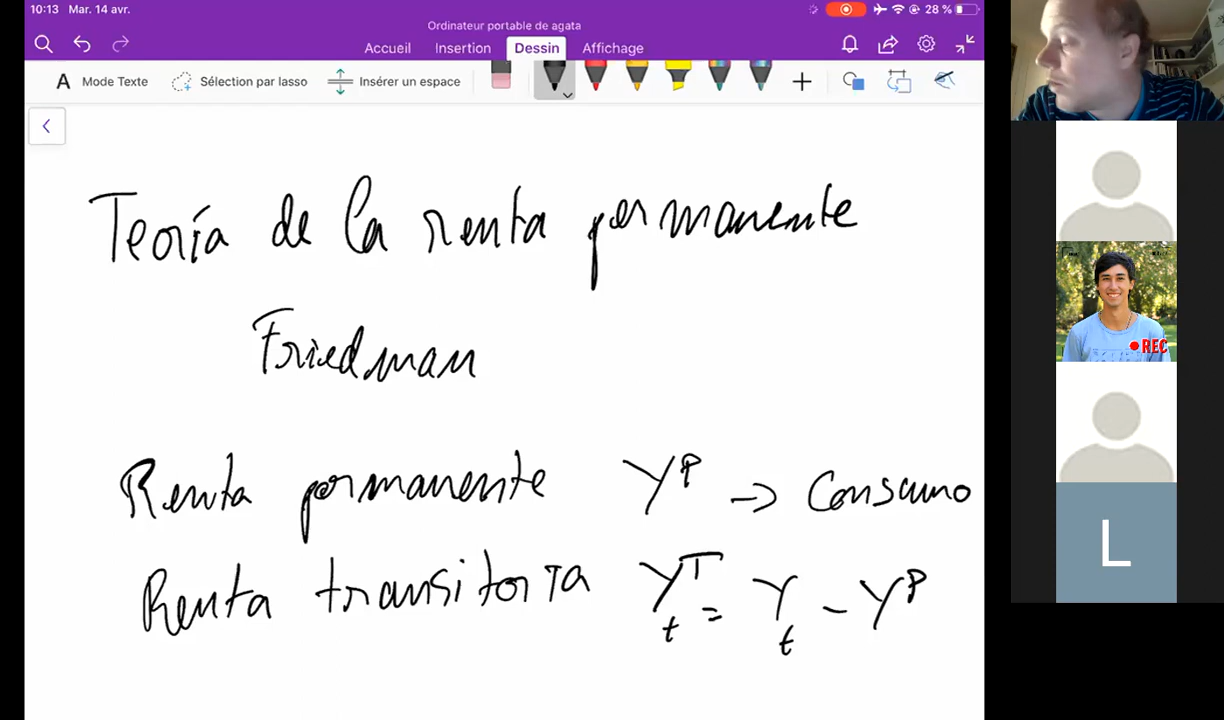 10:13 Mar. 14 avr.
28 %
Ordinateur portable de agata
Accueil Insertion Dessin Affichage
A Mode Texte Sélection par lasso Insérer un espace
Teoría de la renta permanente
Friedman
Renta permanente Y^P → Consumo
Renta transitoria Y_t^T = Y_t - Y^P
REC
L